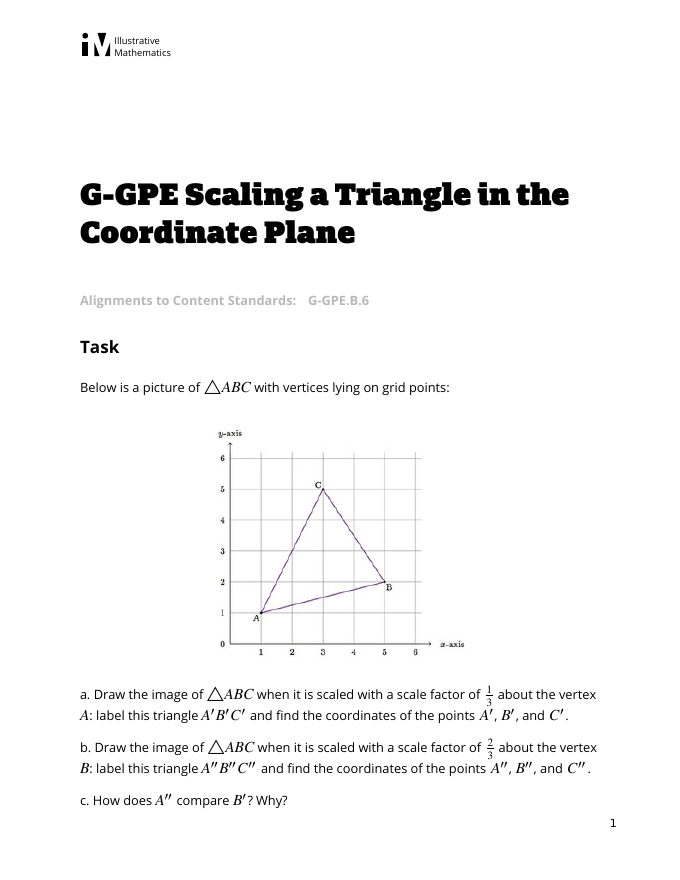 Illustrative
Mathematics
G-GPE Scaling a Triangle in the
Coordinate Plane
Alignments to Content Standards: G-GPE.B.6
Task
Below is a picture of △ABC with vertices lying on grid points:
y-axis
6
5
C
4
3
2
B
1
A
0
1 2 3 4 5 6
x-axis
a. Draw the image of △ABC when it is scaled with a scale factor of 1/3 about the vertex
A: label this triangle A′B′C′ and find the coordinates of the points A′, B′, and C′.
b. Draw the image of △ABC when it is scaled with a scale factor of 2/3 about the vertex
B: label this triangle A′′B′′C′′ and find the coordinates of the points A′′, B′′, and C′′.
c. How does A′′ compare B′? Why?
1